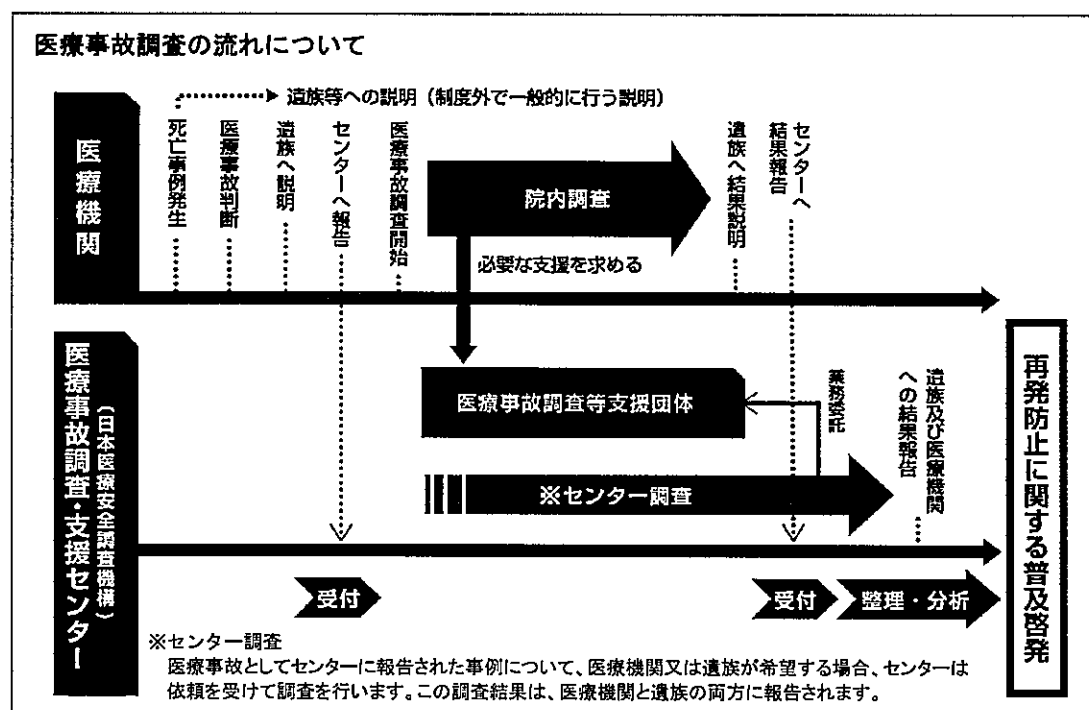 医療事故調査の流れについて
遺族等への説明（制度外で一般的に行う説明）
医療機関
死亡事例発生
医療事故判断
遺族へ説明
センターへ報告
医療事故調査開始
院内調査
遺族へ結果説明
センターへ
結果報告
必要な支援を求める
医療事故調査・支援センター
（日本医療安全調査機構）
医療事故調査等支援団体
業務委託
※センター調査
遺族及び医療機関
への結果報告
受付
受付
整理・分析
再発防止に関する普及啓発
※センター調査
医療事故としてセンターに報告された事例について、医療機関又は遺族が希望する場合、センターは
依頼を受けて調査を行います。この調査結果は、医療機関と遺族の両方に報告されます。